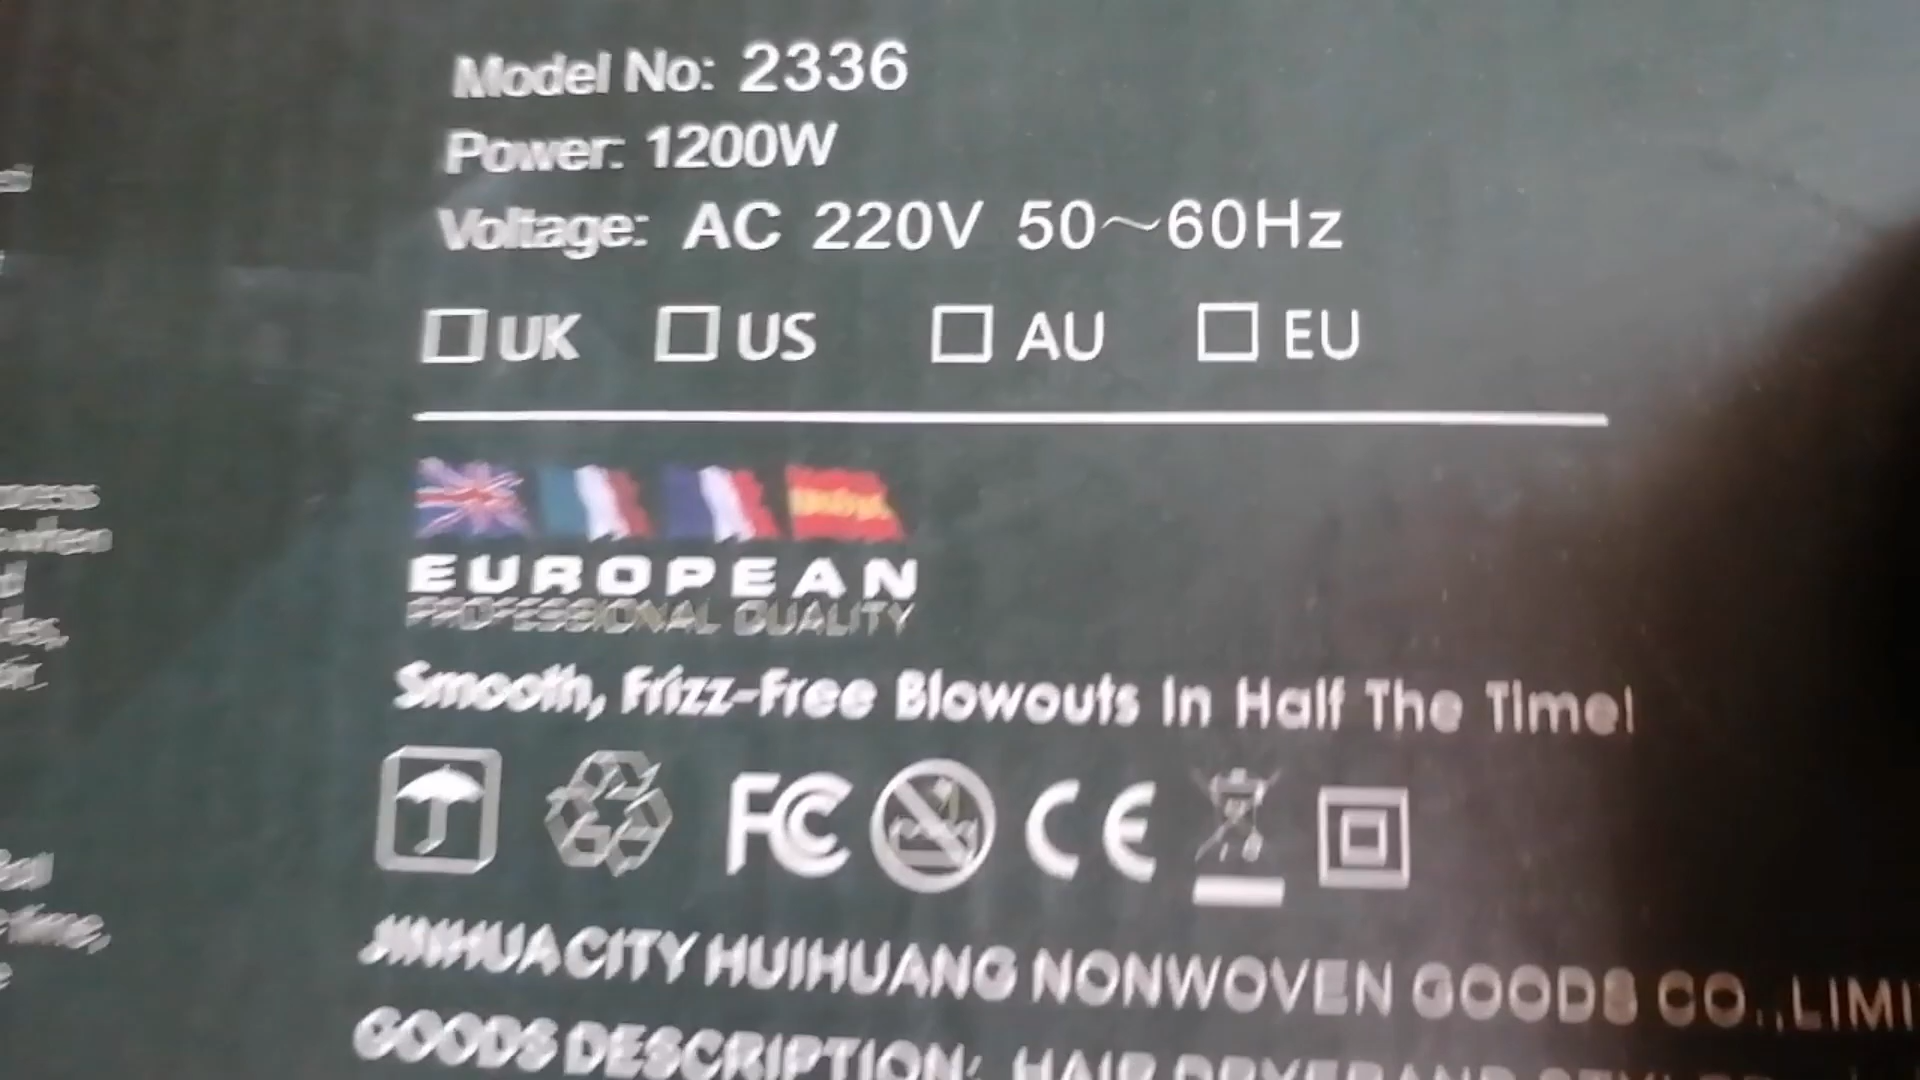 Model No: 2336
Power: 1200W
Voltage: AC 220V 50~60Hz
UK US AU EU
EUROPEAN
PROFESSIONAL QUALITY
Smooth, Frizz-Free Blowouts In Half The Time!
FC CE
JINHUA CITY HUIHUANG NONWOVEN GOODS CO.,LIMI
GOODS DESCRIPTION: HAIR DRYER AND STYLER